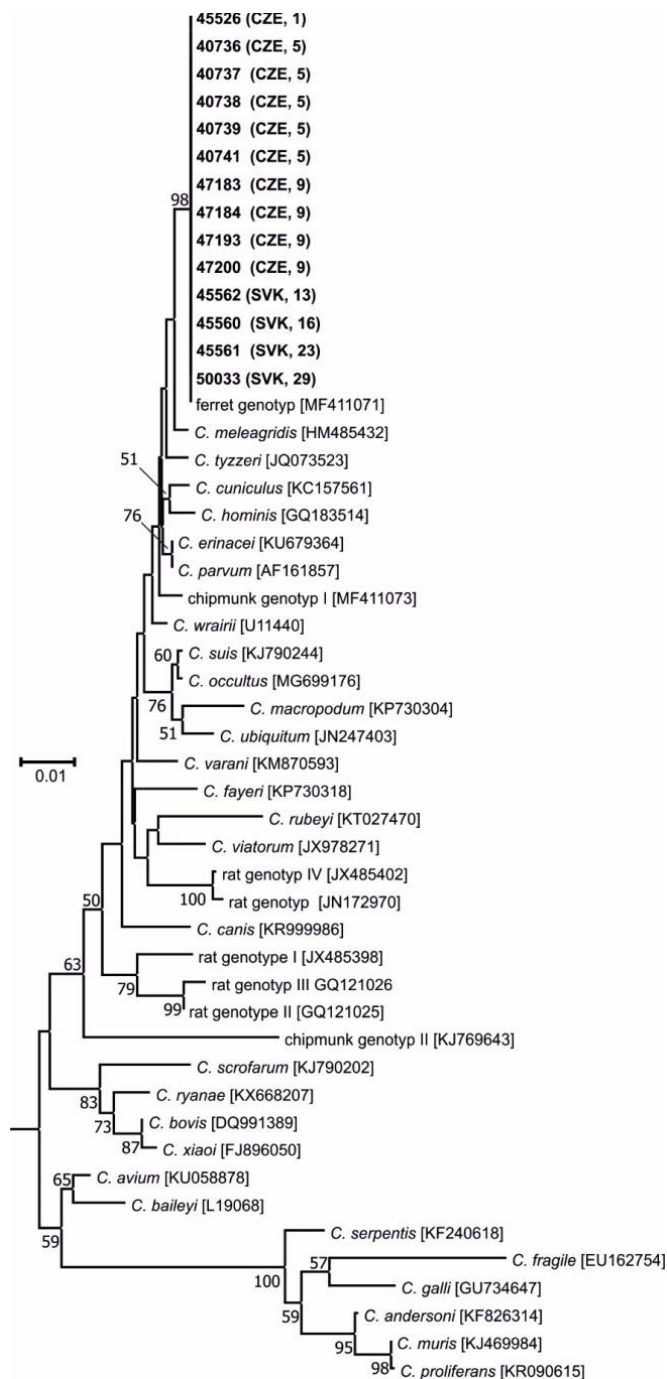 45526 (CZE, 1)
40736 (CZE, 5)
40737 (CZE, 5)
40738 (CZE, 5)
40739 (CZE, 5)
40741 (CZE, 5)
47183 (CZE, 9)
98
47184 (CZE, 9)
47193 (CZE, 9)
47200 (CZE, 9)
45562 (SVK, 13)
45560 (SVK, 16)
45561 (SVK, 23)
50033 (SVK, 29)
ferret genotyp [MF411071]
C. meleagridis [HM485432]
51
C. tyzzeri [JQ073523]
C. cuniculus [KC157561]
76
C. hominis [GQ183514]
C. erinacei [KU679364]
C. parvum [AF161857]
chipmunk genotyp I [MF411073]
C. wrairii [U11440]
60
C. suis [KJ790244]
C. occultus [MG699176]
76
C. macropodum [KP730304]
51
C. ubiquitum [JN247403]
C. varani [KM870593]
0.01
C. fayeri [KP730318]
C. rubeyi [KT027470]
C. viatorum [JX978271]
rat genotyp IV [JX485402]
100
rat genotyp [JN172970]
50
C. canis [KR999986]
rat genotype I [JX485398]
63
79
rat genotyp III GQ121026
99
rat genotype II [GQ121025]
chipmunk genotyp II [KJ769643]
C. scrofarum [KJ790202]
83
C. ryanae [KX668207]
73
C. bovis [DQ991389]
87
C. xiaoi [FJ896050]
65
C. avium [KU058878]
C. baileyi [L19068]
59
C. serpentis [KF240618]
57
C. fragile [EU162754]
100
C. galli [GU734647]
59
C. andersoni [KF826314]
95
C. muris [KJ469984]
98
C. proliferans [KR090615]